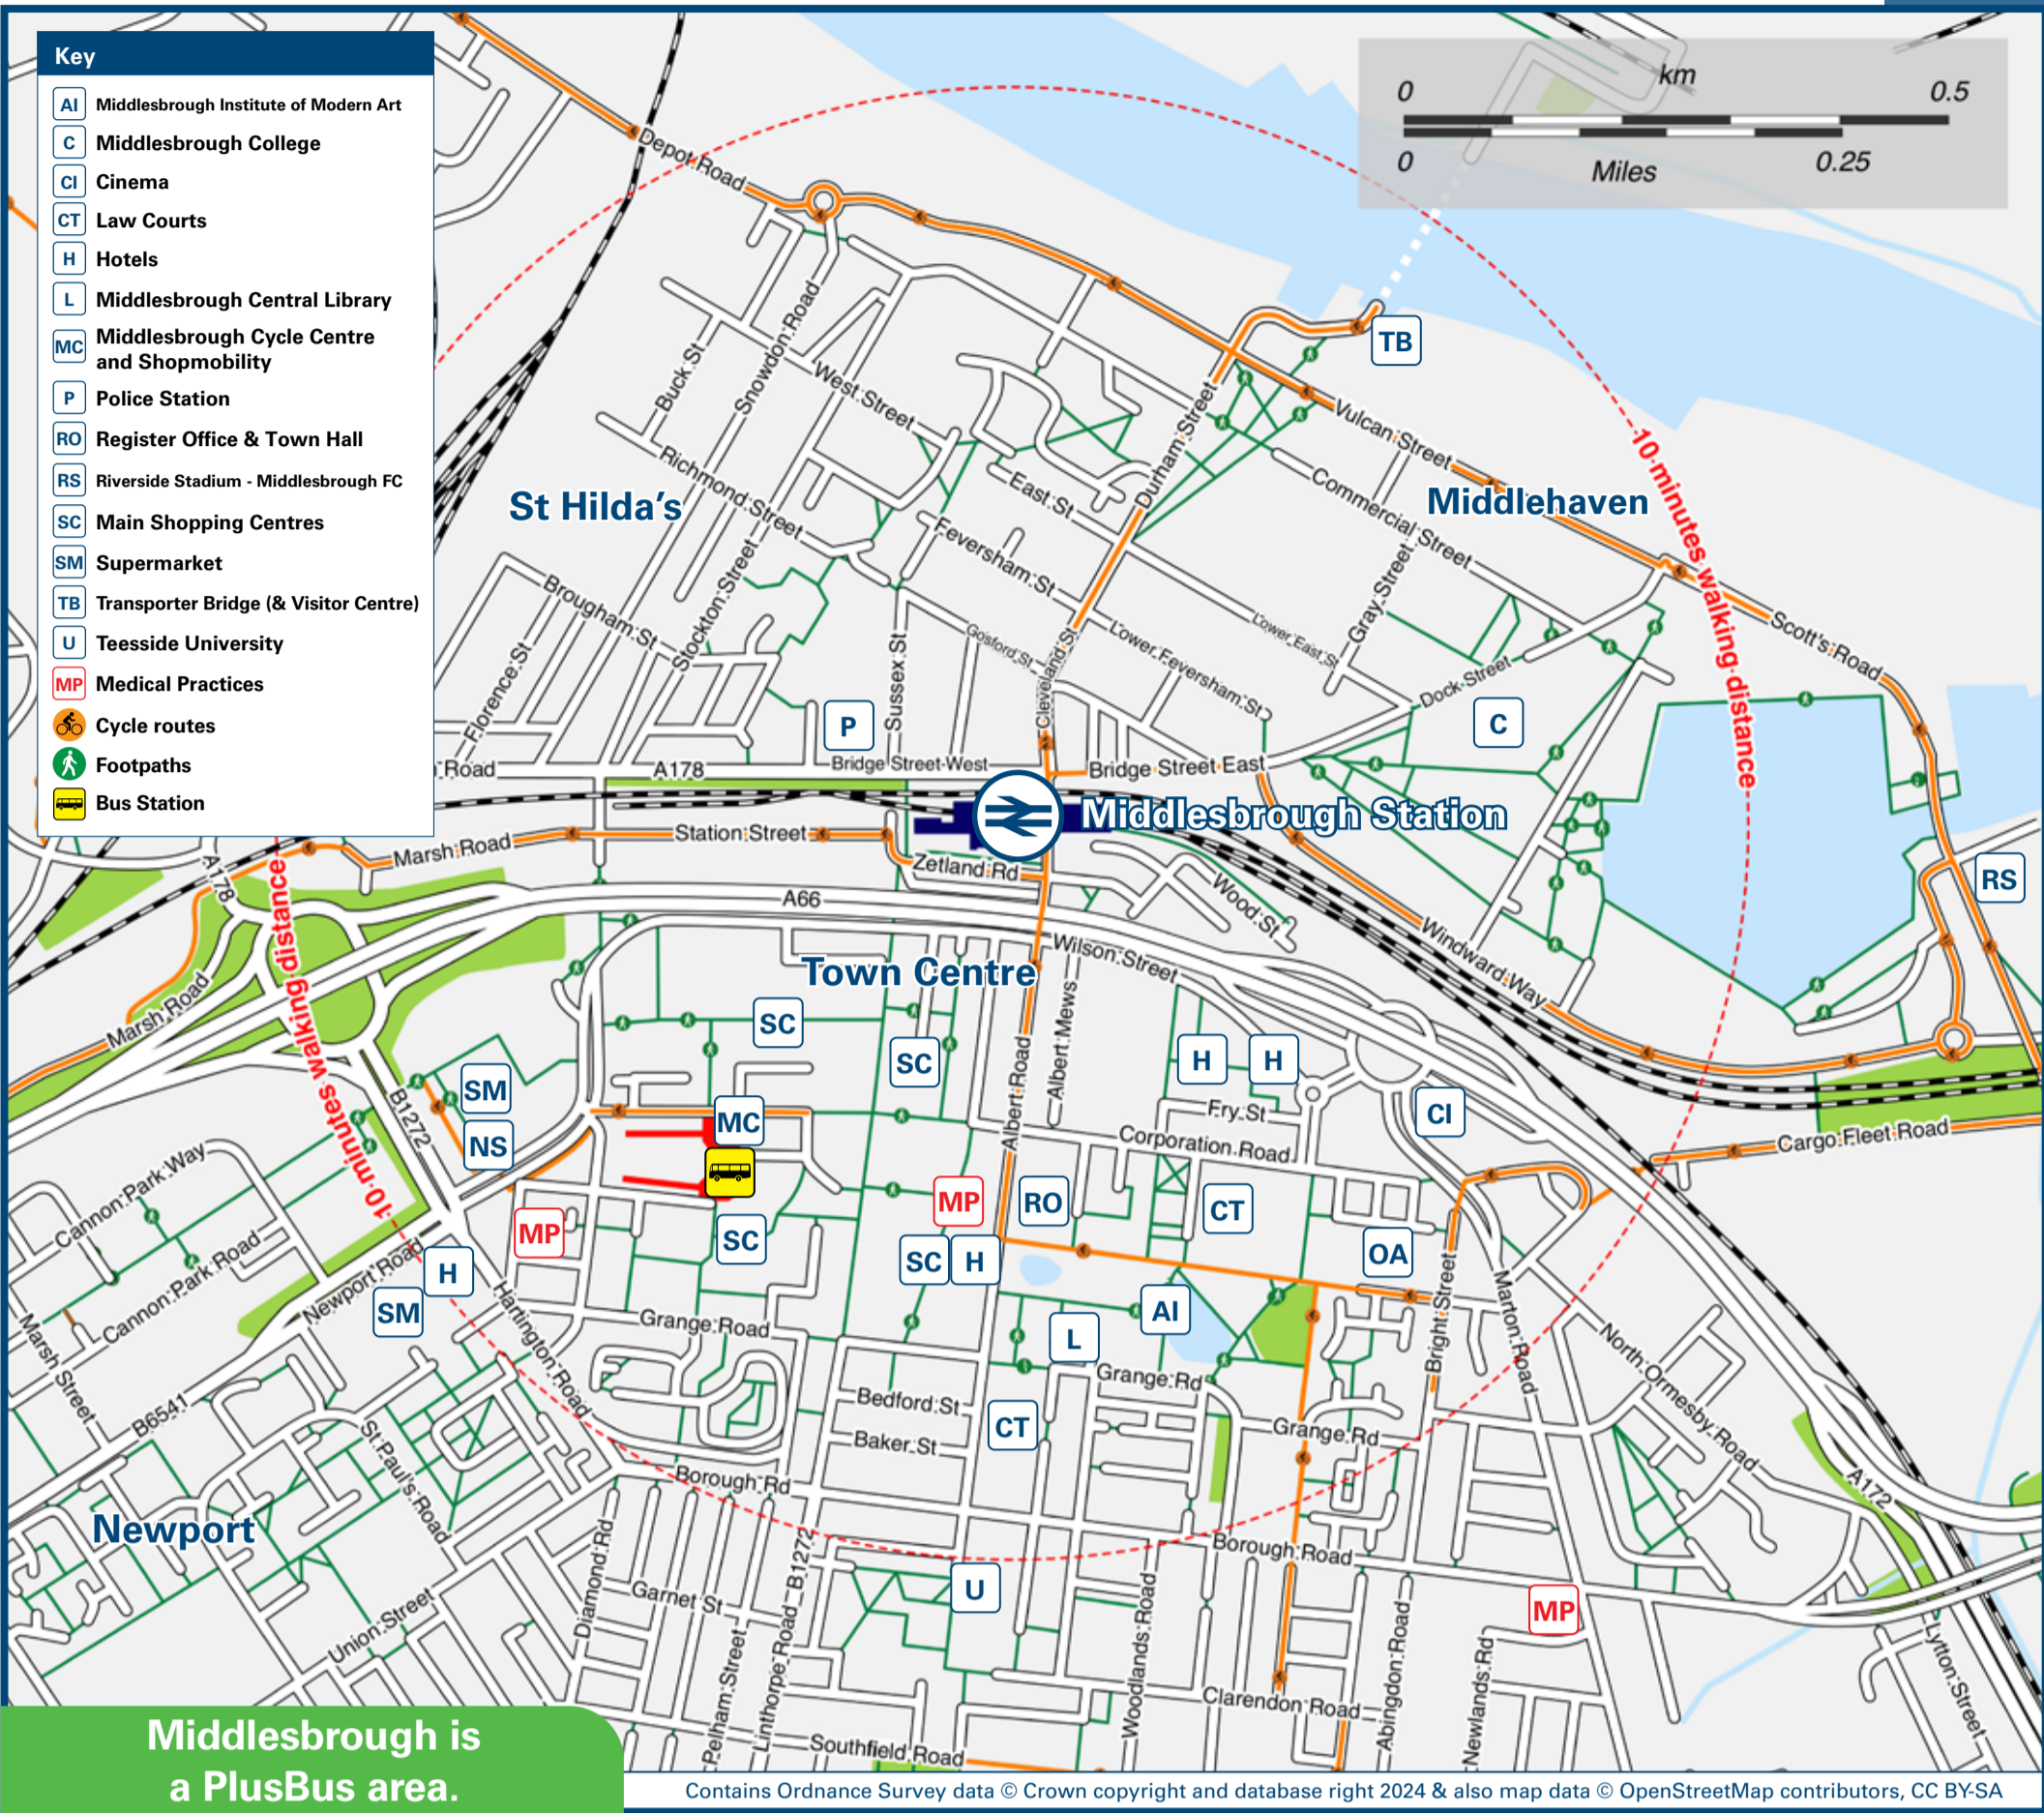 Key
AI Middlesbrough Institute of Modern Art
C Middlesbrough College
CI Cinema
CT Law Courts
H Hotels
L Middlesbrough Central Library
MC Middlesbrough Cycle Centre
and Shopmobility
P Police Station
RO Register Office & Town Hall
RS Riverside Stadium - Middlesbrough FC
SC Main Shopping Centres
SM Supermarket
TB Transporter Bridge (& Visitor Centre)
U Teesside University
MP Medical Practices
Cycle routes
Footpaths
Bus Station
km
0 0.5
0 0.25
Miles
Depot Road
TB
Snowdon Road
Buck St
West Street
Durham Street
Vulcan Street
10 minutes walking distance
Richmond Street
St Hilda's
East St
Commercial Street
Middlehaven
Feversham St
Stockton Street
Brougham St
Gray Street
Lower East St
Gosford St
Lower Feversham St
Scott's Road
Florence St
Sussex St
Cleveland St
Dock Street
P
C
Road
A178
Bridge Street West
Bridge Street East
Middlesbrough Station
Marsh Road
Station Street
Zetland Rd
A178
RS
A66
Wood St
Wilson Street
Windward Way
Town Centre
10 minutes walking distance
Marsh Road
SC
SC
Albert Mews
Albert Road
H
H
SM
B1272
MC
Fry St
CI
NS
Corporation Road
Cargo Fleet Road
Cannon Park Way
MP
RO
CT
MP
SC
Cannon Park Road
Newport Road
H
SC
H
OA
SM
Marsh Street
Hartington Road
Grange Road
AI
L
Bright Street
Marton Road
North Ormesby Road
Grange Rd
B6541
Bedford St
CT
Grange Rd
Baker St
St Paul's Road
Borough Rd
A172
Newport
Borough Road
U
Diamond Rd
Garnet St
Linthorpe Road B1272
Woodlands Road
MP
Union Street
Pelham Street
Abingdon Road
Newlands Rd
Lytton Street
Clarendon Road
Southfield Road
Middlesbrough is
a PlusBus area.
Contains Ordnance Survey data © Crown copyright and database right 2024 & also map data © OpenStreetMap contributors, CC BY-SA